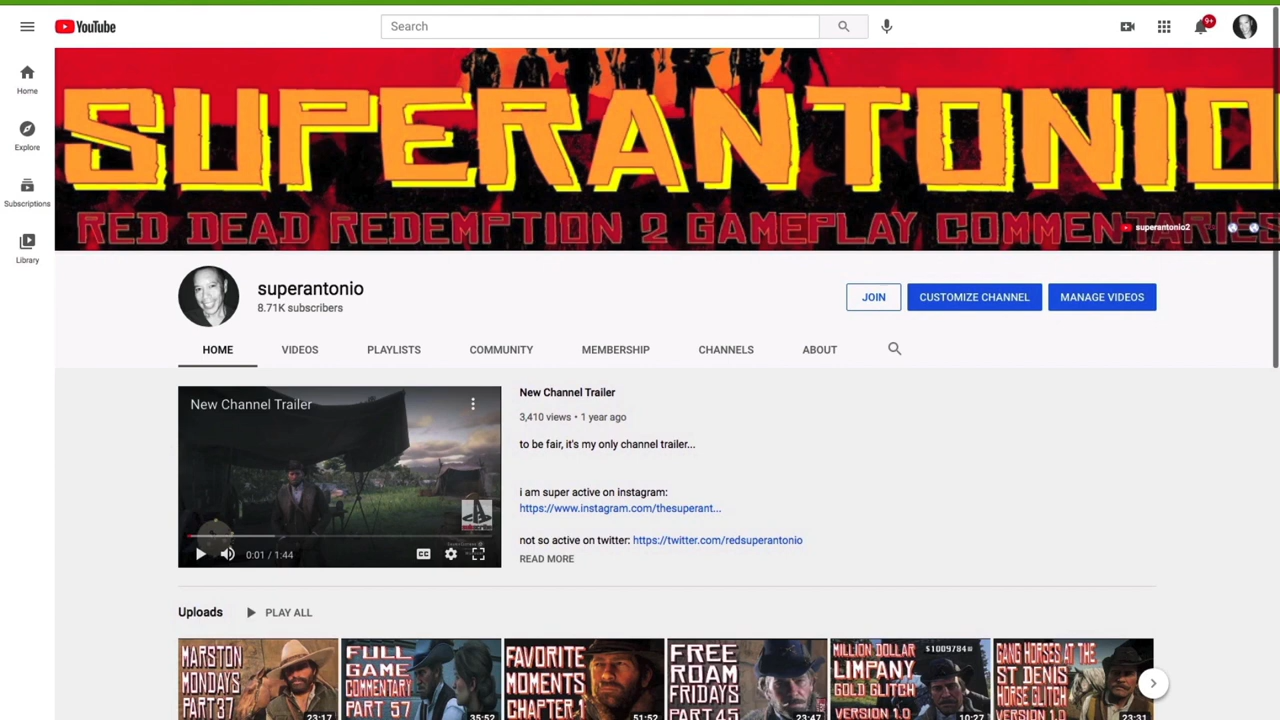 YouTube
Search
9+
Home
Explore
Subscriptions
Library
SUPERANTONIO
RED DEAD REDEMPTION 2 GAMEPLAY COMMENTARIES
superantonio2
superantonio
8.71K subscribers
JOIN
CUSTOMIZE CHANNEL
MANAGE VIDEOS
HOME
VIDEOS
PLAYLISTS
COMMUNITY
MEMBERSHIP
CHANNELS
ABOUT
New Channel Trailer
0:01 / 1:44
CC
New Channel Trailer
3,410 views • 1 year ago
to be fair, it's my only channel trailer...
i am super active on instagram:
https://www.instagram.com/thesuperant...
not so active on twitter: https://twitter.com/redsuperantonio
READ MORE
Uploads
PLAY ALL
MARSTON
MONDAYS
PART 37
23:17
FULL
GAME
COMMENTARY
PART 57
35:52
FAVORITE
MOMENTS
CHAPTER 1
51:52
FREE
ROAM
FRIDAYS
PART 45
23:47
MILLION DOLLAR
LIMPANY
GOLD GLITCH
VERSION 1.0
$1009784
10:27
GANG HORSES AT THE
ST DENIS
HORSE GLITCH
VERSION 1.0
23:31